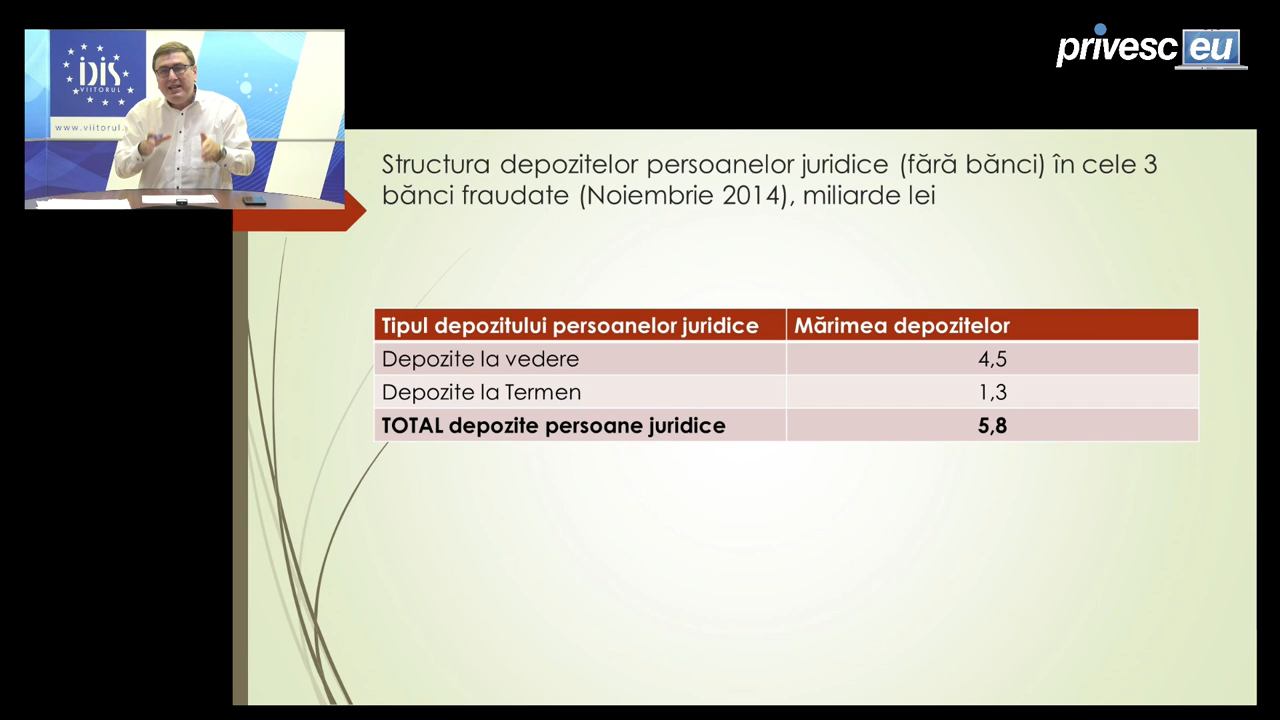 privesc eu
IDIS
VIITORUL
www.viitorul.
Structura depozitelor persoanelor juridice (fără bănci) în cele 3
bănci fraudate (Noiembrie 2014), miliarde lei
Tipul depozitului persoanelor juridice Mărimea depozitelor
Depozite la vedere 4,5
Depozite la Termen 1,3
TOTAL depozite persoane juridice 5,8